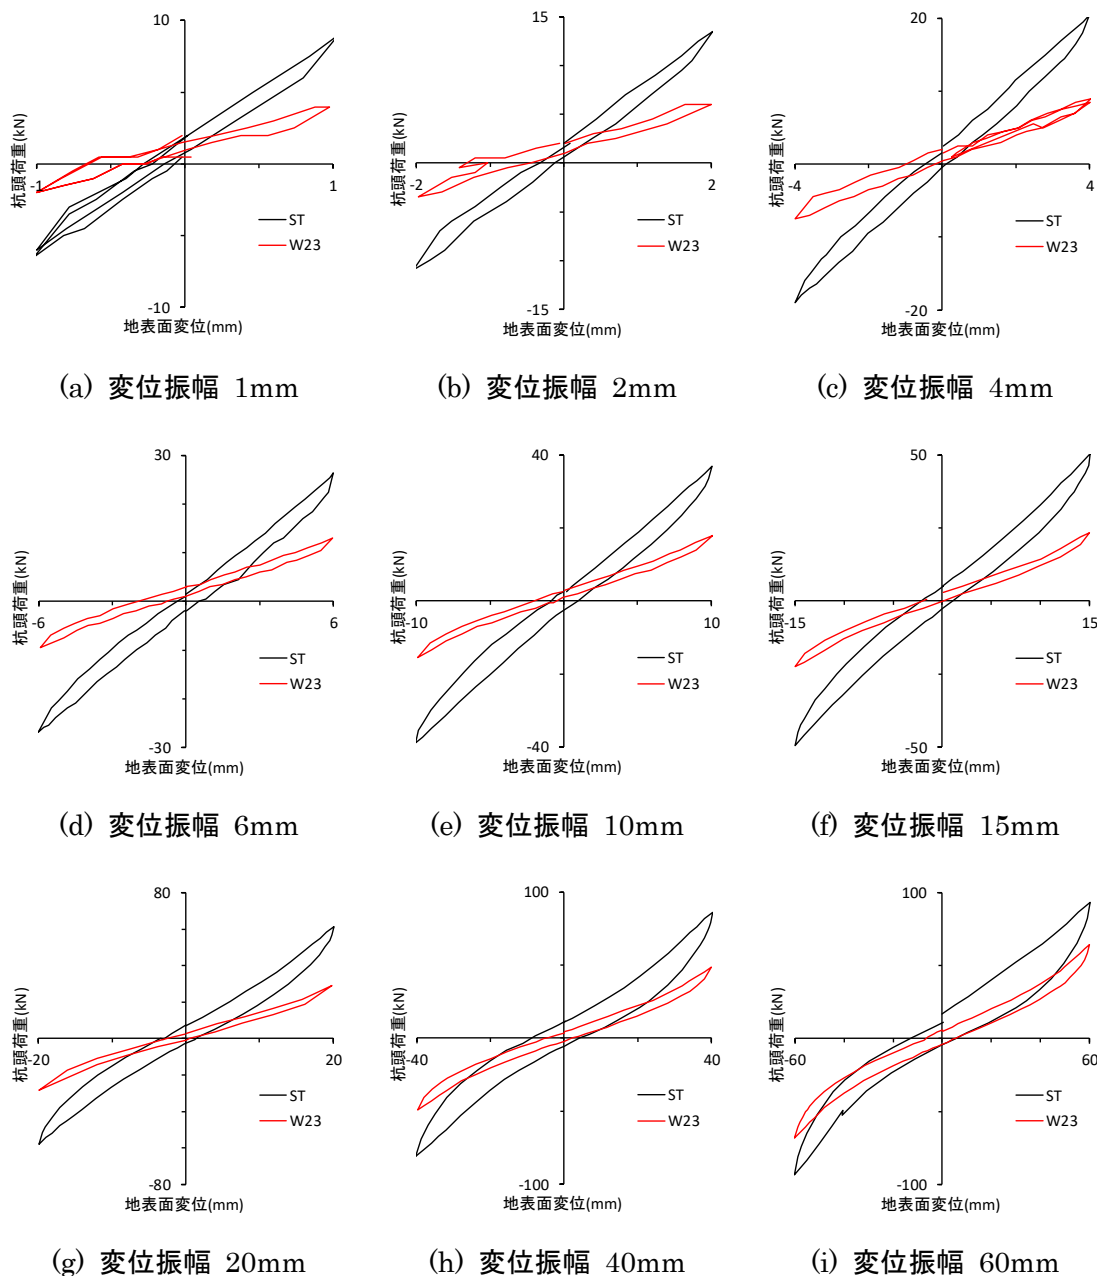 10
杭頭荷重(kN)
-1
1
ST
W23
-10
地表面変位(mm)
(a) 変位振幅 1mm
15
杭頭荷重(kN)
-2
2
ST
W23
-15
地表面変位(mm)
(b) 変位振幅 2mm
20
杭頭荷重(kN)
-4
4
ST
W23
-20
地表面変位(mm)
(c) 変位振幅 4mm
30
杭頭荷重(kN)
-6
6
ST
W23
-30
地表面変位(mm)
(d) 変位振幅 6mm
40
杭頭荷重(kN)
-10
10
ST
W23
-40
地表面変位(mm)
(e) 変位振幅 10mm
50
杭頭荷重(kN)
-15
15
ST
W23
-50
地表面変位(mm)
(f) 変位振幅 15mm
80
杭頭荷重(kN)
-20
20
ST
W23
-80
地表面変位(mm)
(g) 変位振幅 20mm
100
杭頭荷重(kN)
-40
40
ST
W23
-100
地表面変位(mm)
(h) 変位振幅 40mm
100
杭頭荷重(kN)
-60
60
ST
W23
-100
地表面変位(mm)
(i) 変位振幅 60mm